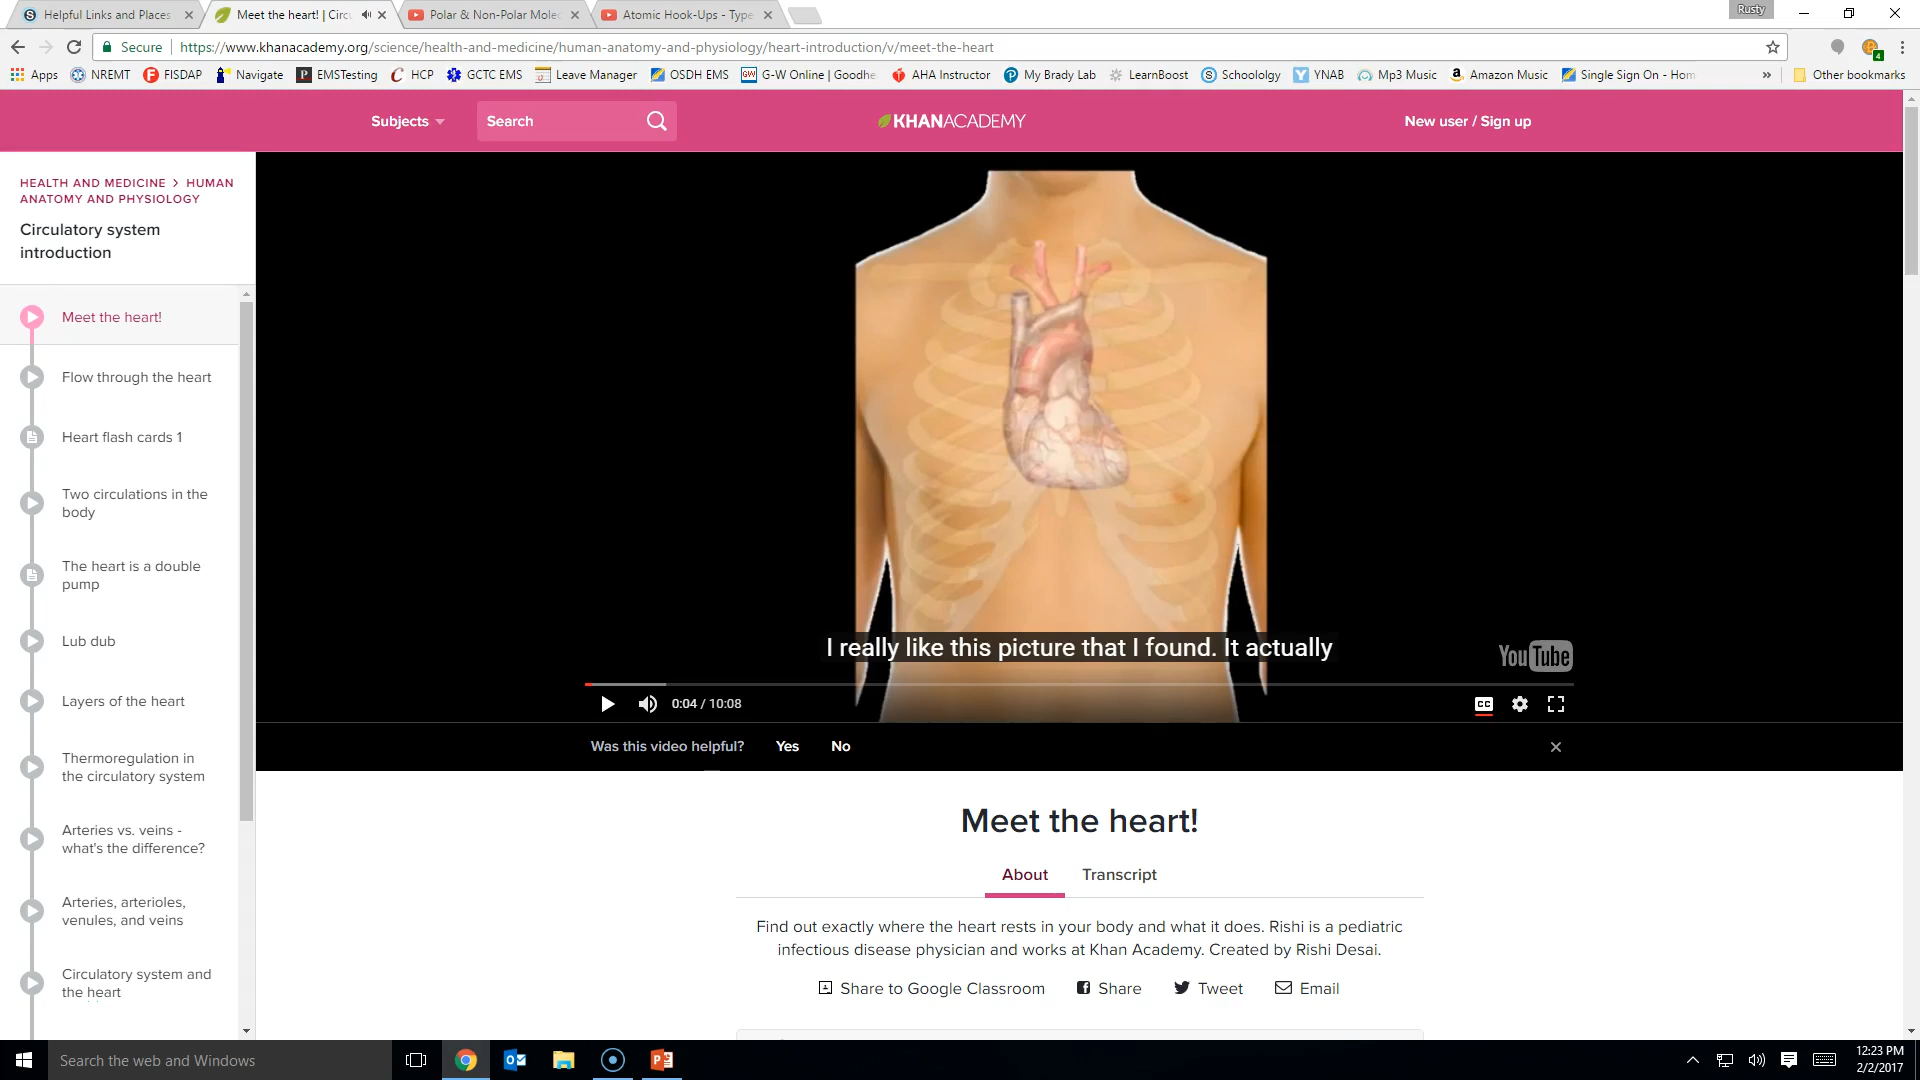 Helpful Links and Places
Meet the heart! | Circ
Polar & Non-Polar Molec
Atomic Hook-Ups - Type
Rusty
Secure
https://www.khanacademy.org/science/health-and-medicine/human-anatomy-and-physiology/heart-introduction/v/meet-the-heart
Apps
NREMT
FISDAP
Navigate
EMSTesting
HCP
GCTC EMS
Leave Manager
OSDH EMS
G-W Online | Goodhe
AHA Instructor
My Brady Lab
LearnBoost
Schoololgy
YNAB
Mp3 Music
Amazon Music
Single Sign On - Hom
»
Other bookmarks
Subjects
Search
KHANACADEMY
New user / Sign up
HEALTH AND MEDICINE > HUMAN
ANATOMY AND PHYSIOLOGY
Circulatory system
introduction
Meet the heart!
Flow through the heart
Heart flash cards 1
Two circulations in the
body
The heart is a double
pump
Lub dub
Layers of the heart
Thermoregulation in
the circulatory system
Arteries vs. veins -
what's the difference?
Arteries, arterioles,
venules, and veins
Circulatory system and
the heart
I really like this picture that I found. It actually
YouTube
0:04 / 10:08
CC
Was this video helpful?
Yes
No
Meet the heart!
About
Transcript
Find out exactly where the heart rests in your body and what it does. Rishi is a pediatric
infectious disease physician and works at Khan Academy. Created by Rishi Desai.
Share to Google Classroom
Share
Tweet
Email
Search the web and Windows
12:23 PM
2/2/2017